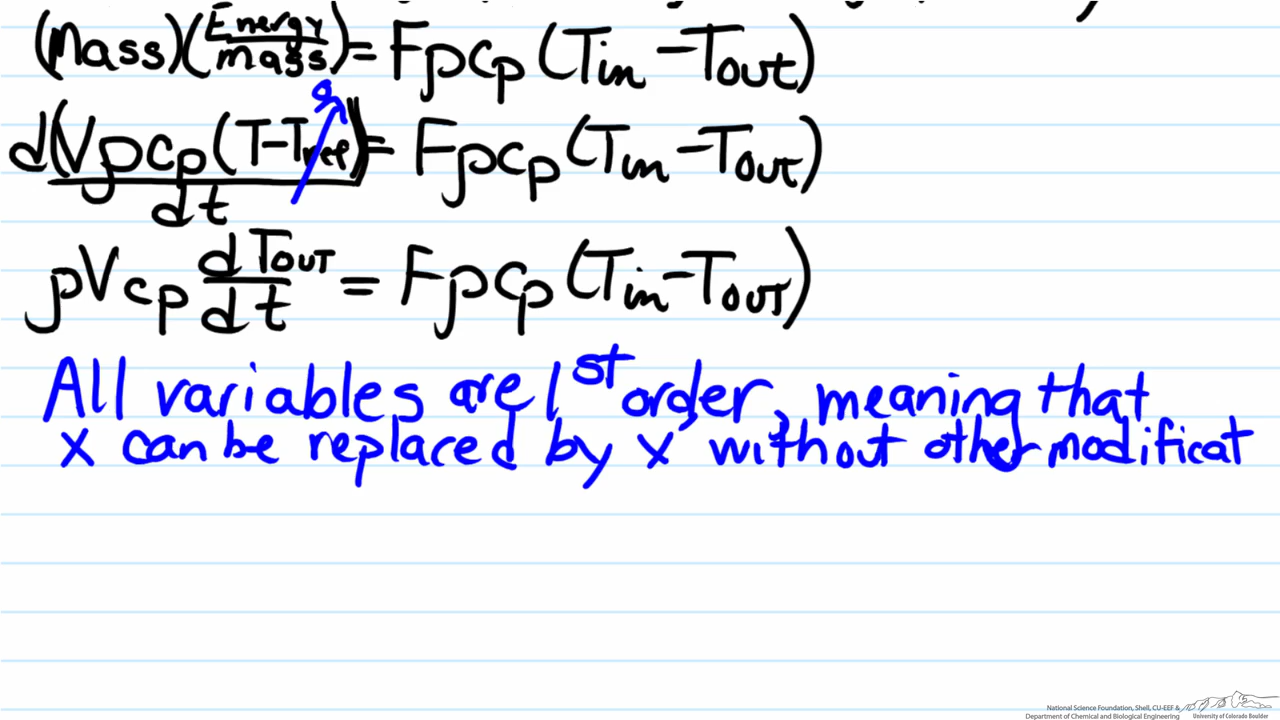 (Mass)(Energy/mass) = Fρcp(Tin − Tout)
d(Vρcp(T−Tref))/dt = Fρcp(Tin − Tout)
ρVcp dTout/dt = Fρcp(Tin − Tout)
All variables are 1st order, meaning that
x can be replaced by x' without other modificat
National Science Foundation, Shell, CU-EEF &
Department of Chemical and Biological Engineering
University of Colorado Boulder